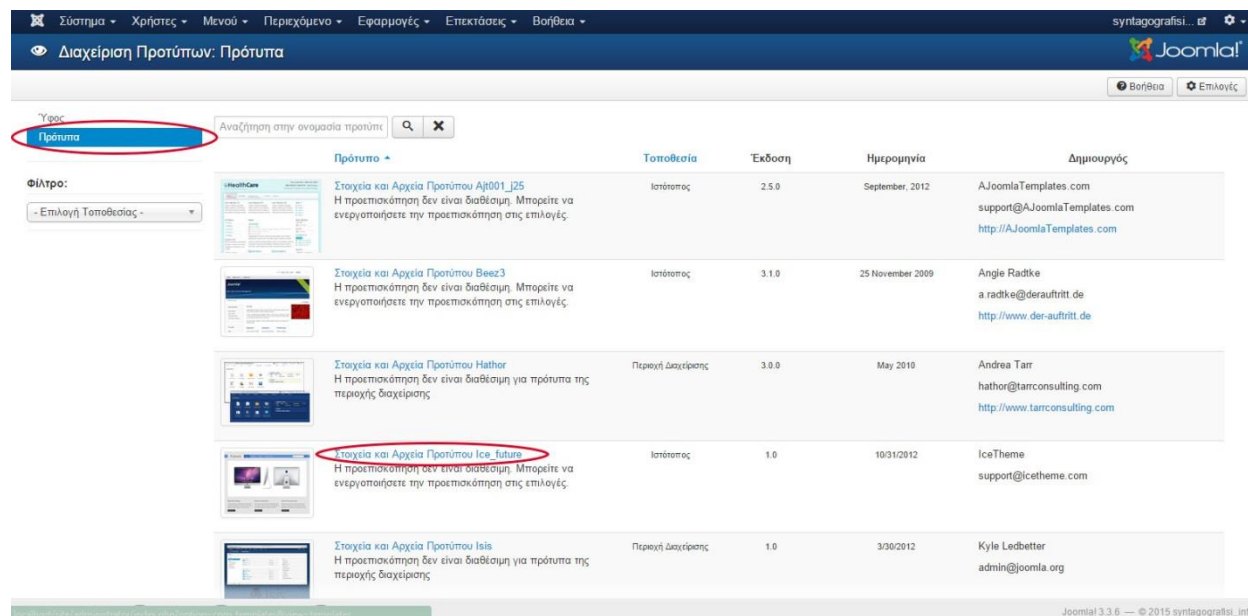 Σύστημα Χρήστες Μενού Περιεχόμενο Εφαρμογές Επεκτάσεις Βοήθεια syntagografisi...
Διαχείριση Προτύπων: Πρότυπα Joomla!
Βοήθεια Επιλογές
Ύφος
Πρότυπα
Φίλτρο:
- Επιλογή Τοποθεσίας -
Αναζήτηση στην ονομασία προτύπο
Πρότυπο Τοποθεσία Έκδοση Ημερομηνία Δημιουργός
HealthCare
Στοιχεία και Αρχεία Προτύπου Ajt001_j25 Ιστότοπος 2.5.0 September, 2012 AJoomlaTemplates.com
Η προεπισκόπηση δεν είναι διαθέσιμη. Μπορείτε να support@AJoomlaTemplates.com
ενεργοποιήσετε την προεπισκόπηση στις επιλογές. http://AJoomlaTemplates.com
Στοιχεία και Αρχεία Προτύπου Beez3 Ιστότοπος 3.1.0 25 November 2009 Angie Radtke
Η προεπισκόπηση δεν είναι διαθέσιμη. Μπορείτε να a.radtke@derauftritt.de
ενεργοποιήσετε την προεπισκόπηση στις επιλογές. http://www.der-auftritt.de
Στοιχεία και Αρχεία Προτύπου Hathor Περιοχή Διαχείρισης 3.0.0 May 2010 Andrea Tarr
Η προεπισκόπηση δεν είναι διαθέσιμη για πρότυπα της hathor@tarrconsulting.com
περιοχής διαχείρισης http://www.tarrconsulting.com
Στοιχεία και Αρχεία Προτύπου Ice_future Ιστότοπος 1.0 10/31/2012 IceTheme
Η προεπισκόπηση δεν είναι διαθέσιμη. Μπορείτε να support@icetheme.com
ενεργοποιήσετε την προεπισκόπηση στις επιλογές.
Στοιχεία και Αρχεία Προτύπου Isis Περιοχή Διαχείρισης 1.0 3/30/2012 Kyle Ledbetter
Η προεπισκόπηση δεν είναι διαθέσιμη για πρότυπα της admin@joomla.org
περιοχής διαχείρισης
Joomla! 3.3.6 — © 2015 syntagografisi_inf